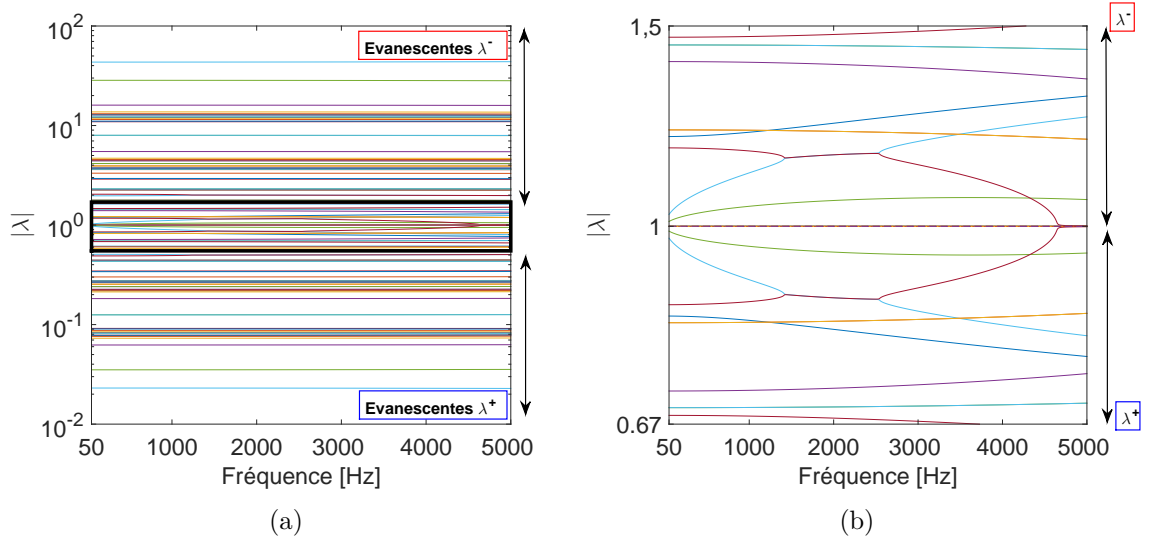 10^2
10^1
10^0
10^-1
10^-2
|λ|
Evanescentes λ^-
Evanescentes λ^+
50 1000 2000 3000 4000 5000
Fréquence [Hz]
(a)
1,5
1
0.67
|λ|
λ^-
λ^+
50 1000 2000 3000 4000 5000
Fréquence [Hz]
(b)